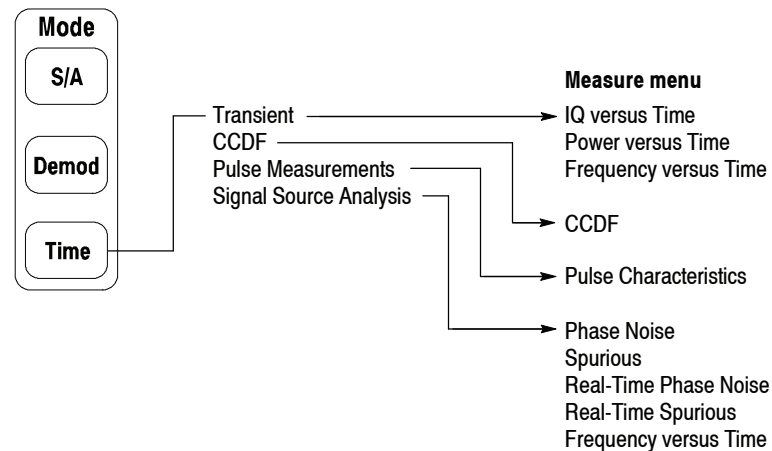 Mode
S/A
Demod
Time
Transient
CCDF
Pulse Measurements
Signal Source Analysis
Measure menu
IQ versus Time
Power versus Time
Frequency versus Time
CCDF
Pulse Characteristics
Phase Noise
Spurious
Real-Time Phase Noise
Real-Time Spurious
Frequency versus Time